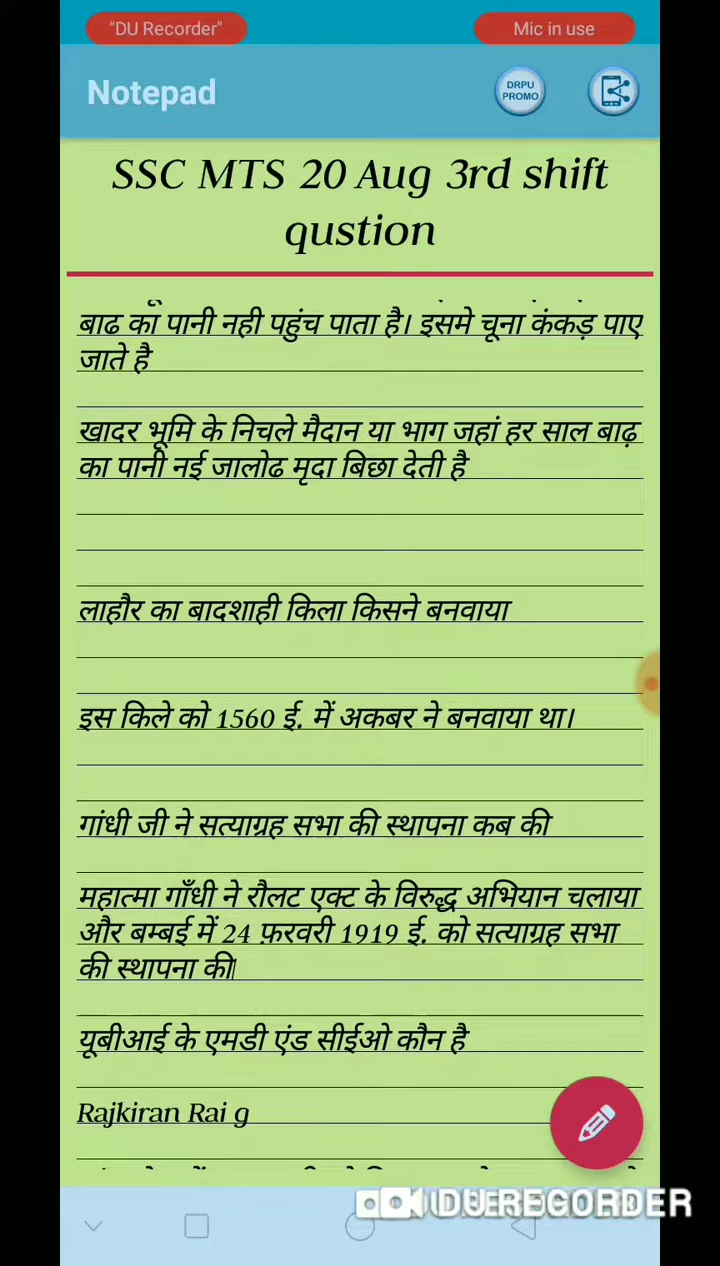 "DU Recorder"
Mic in use
Notepad
DRPU
PROMO
SSC MTS 20 Aug 3rd shift
qustion
बाढ का पानी नही पहुंच पाता है। इसमे चूना कंकड़ पाए
जाते है
खादर भूमि के निचले मैदान या भाग जहां हर साल बाढ़
का पानी नई जालोढ मृदा बिछा देती है
लाहौर का बादशाही किला किसने बनवाया
इस किले को 1560 ई. में अकबर ने बनवाया था।
गांधी जी ने सत्याग्रह सभा की स्थापना कब की
महात्मा गाँधी ने रौलट एक्ट के विरुद्ध अभियान चलाया
और बम्बई में 24 फ़रवरी 1919 ई. को सत्याग्रह सभा
की स्थापना की
यूबीआई के एमडी एंड सीईओ कौन है
Rajkiran Rai g